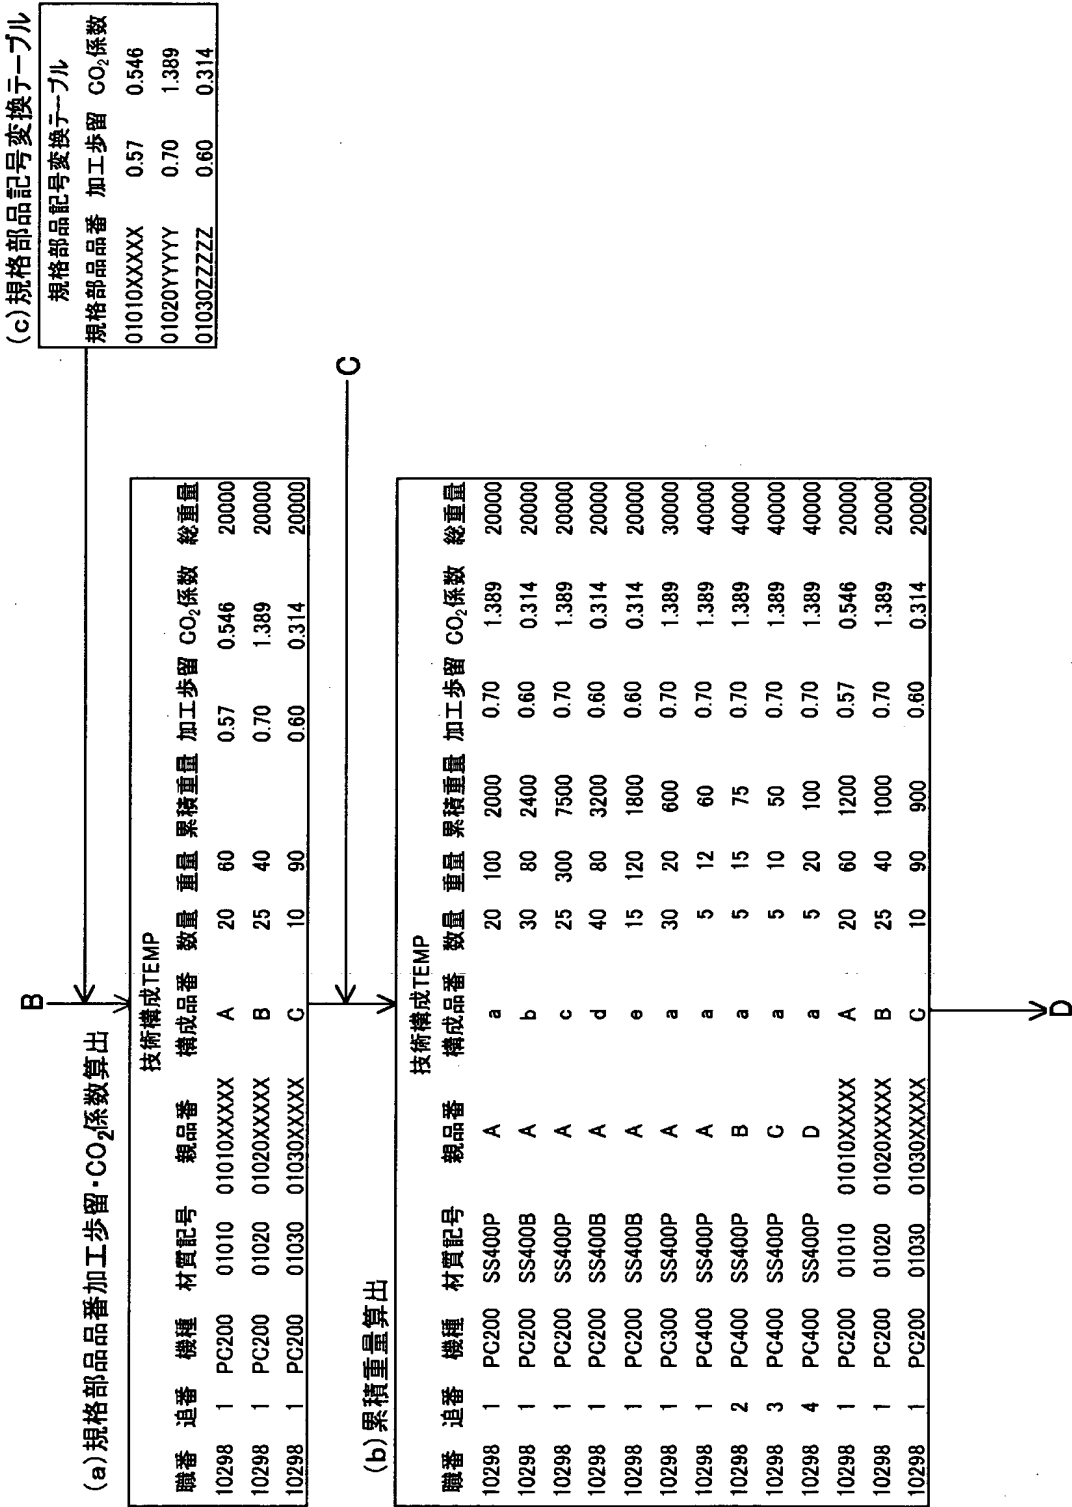 (c)規格部品記号変換テーブル
規格部品記号変換テーブル
規格部品品番 加工歩留 CO₂係数
01010XXXXX 0.57 0.546
01020YYYYY 0.70 1.389
01030ZZZZZ 0.60 0.314
B
(a)規格部品品番加工歩留・CO₂係数算出
技術構成TEMP
職番 追番 機種 材質記号 親品番 構成品番 数量 重量 累積重量 加工歩留 CO₂係数 総重量
10298 1 PC200 01010 01010XXXXX A 20 60 0.57 0.546 20000
10298 1 PC200 01020 01020XXXXX B 25 40 0.70 1.389 20000
10298 1 PC200 01030 01030XXXXX C 10 90 0.60 0.314 20000
C
(b)累積重量算出
技術構成TEMP
職番 追番 機種 材質記号 親品番 構成品番 数量 重量 累積重量 加工歩留 CO₂係数 総重量
10298 1 PC200 SS400P A a 20 100 2000 0.70 1.389 20000
10298 1 PC200 SS400B A b 30 80 2400 0.60 0.314 20000
10298 1 PC200 SS400P A c 25 300 7500 0.70 1.389 20000
10298 1 PC200 SS400B A d 40 80 3200 0.60 0.314 20000
10298 1 PC200 SS400B A e 15 120 1800 0.60 0.314 20000
10298 1 PC300 SS400P A a 30 20 600 0.70 1.389 30000
10298 1 PC400 SS400P A a 5 12 60 0.70 1.389 40000
10298 2 PC400 SS400P B a 5 15 75 0.70 1.389 40000
10298 3 PC400 SS400P C a 5 10 50 0.70 1.389 40000
10298 4 PC400 SS400P D a 5 20 100 0.70 1.389 40000
10298 1 PC200 01010 01010XXXXX A 20 60 1200 0.57 0.546 20000
10298 1 PC200 01020 01020XXXXX B 25 40 1000 0.70 1.389 20000
10298 1 PC200 01030 01030XXXXX C 10 90 900 0.60 0.314 20000
D